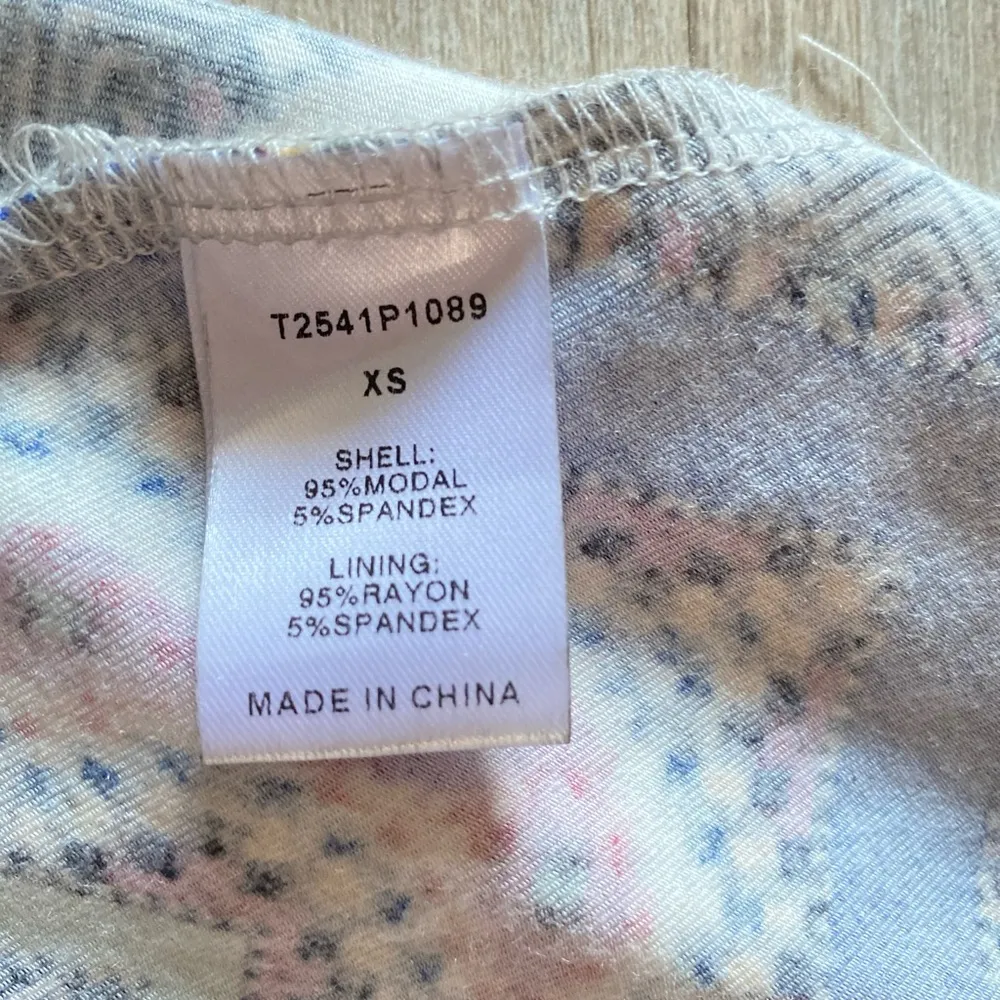 T2541P1089
XS
SHELL:
95%MODAL
5%SPANDEX
LINING:
95%RAYON
5%SPANDEX
MADE IN CHINA